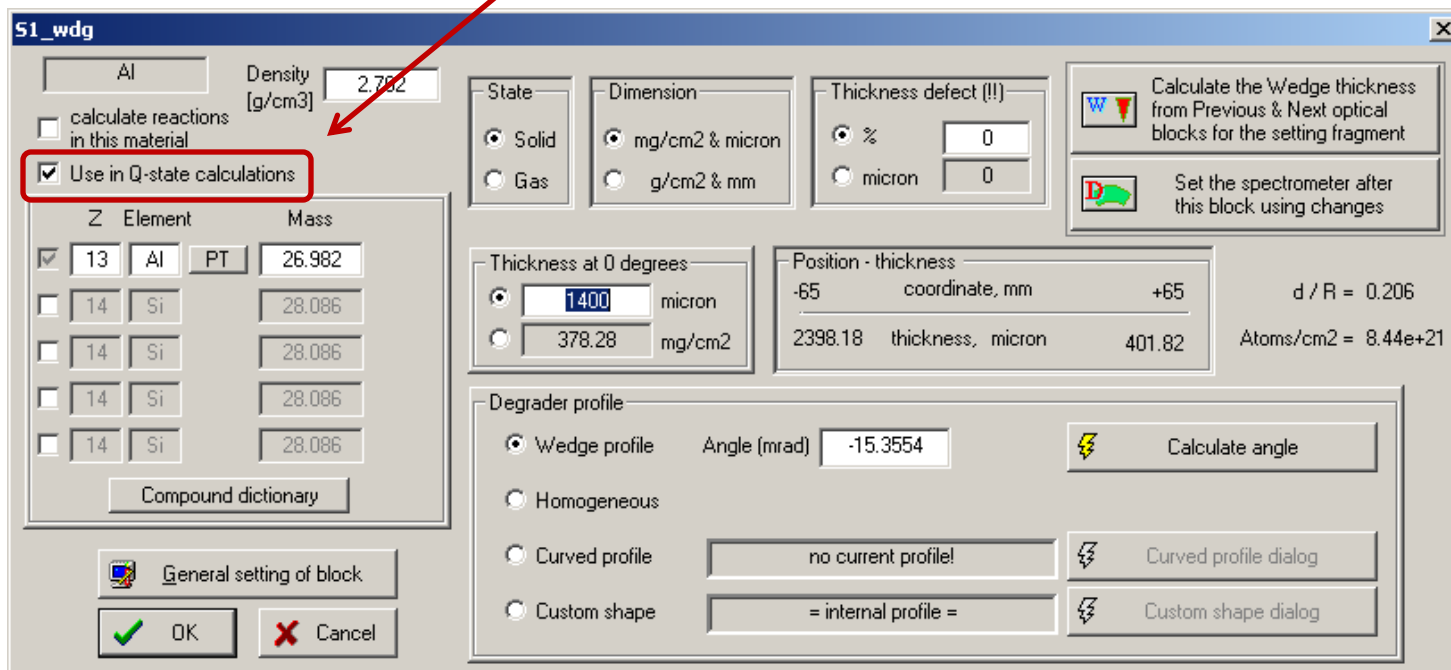 S1_wdg
Al
Density
[g/cm3]
2.702
calculate reactions
in this material
Use in Q-state calculations
Z Element Mass
13 Al PT 26.982
14 Si 28.086
14 Si 28.086
14 Si 28.086
14 Si 28.086
Compound dictionary
General setting of block
OK
Cancel
State
Solid
Gas
Dimension
mg/cm2 & micron
g/cm2 & mm
Thickness defect (!!)
% 0
micron 0
W
Calculate the Wedge thickness
from Previous & Next optical
blocks for the setting fragment
D
Set the spectrometer after
this block using changes
Thickness at 0 degrees
1400 micron
378.28 mg/cm2
Position - thickness
-65 coordinate, mm +65
2398.18 thickness, micron 401.82
d / R = 0.206
Atoms/cm2 = 8.44e+21
Degrader profile
Wedge profile Angle (mrad) -15.3554 Calculate angle
Homogeneous
Curved profile no current profile! Curved profile dialog
Custom shape = internal profile = Custom shape dialog